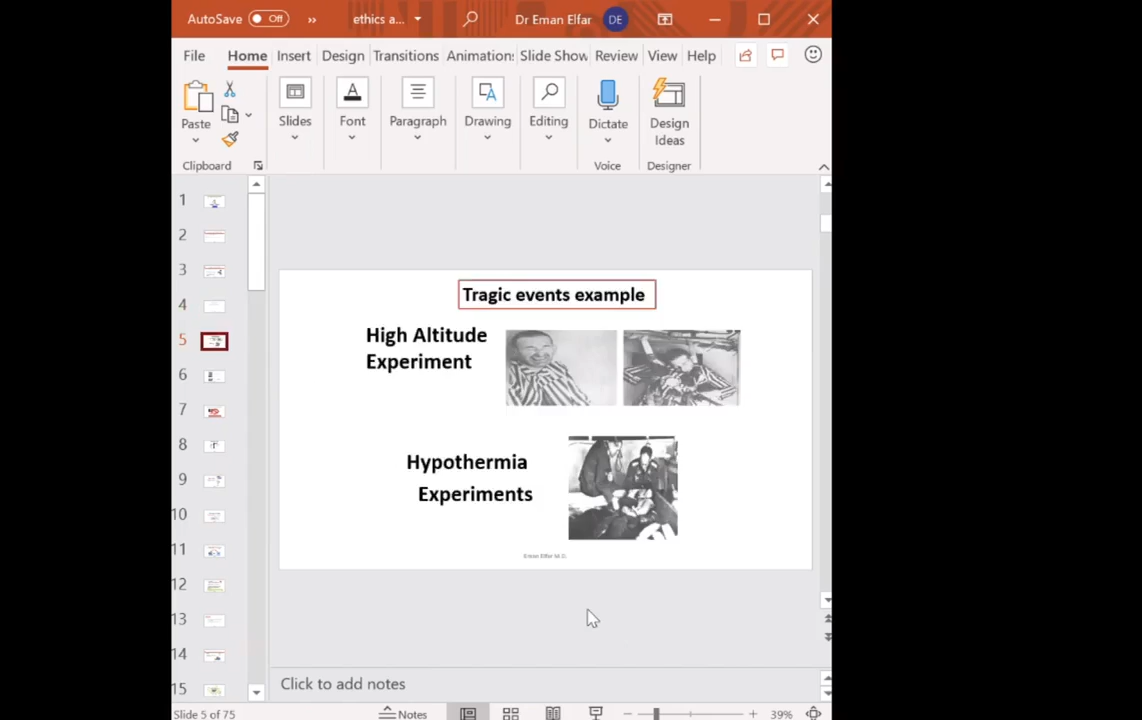 AutoSave Off ethics a... Dr Eman Elfar DE
File Home Insert Design Transitions Animation: Slide Show Review View Help
Paste Slides Font Paragraph Drawing Editing Dictate Design Ideas
Clipboard Voice Designer
1
2
3
4
5
6
7
8
9
10
11
12
13
14
15
Tragic events example
High Altitude
Experiment
Hypothermia
Experiments
Eman Elfar M.D.
Click to add notes
Slide 5 of 75 Notes 39%